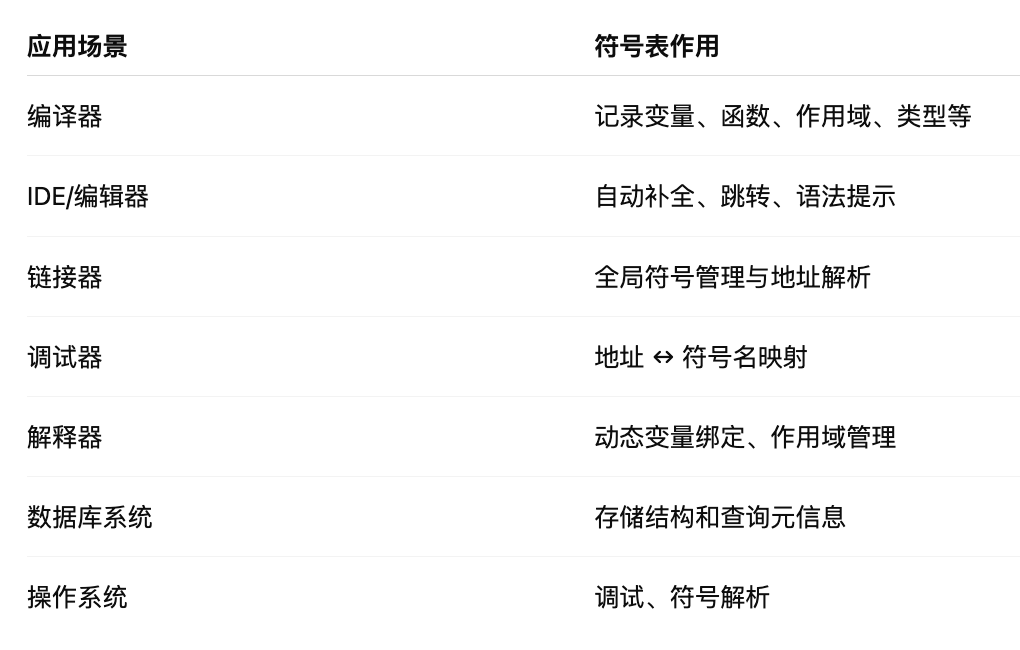 应用场景 符号表作用
编译器 记录变量、函数、作用域、类型等
IDE/编辑器 自动补全、跳转、语法提示
链接器 全局符号管理与地址解析
调试器 地址 ↔ 符号名映射
解释器 动态变量绑定、作用域管理
数据库系统 存储结构和查询元信息
操作系统 调试、符号解析